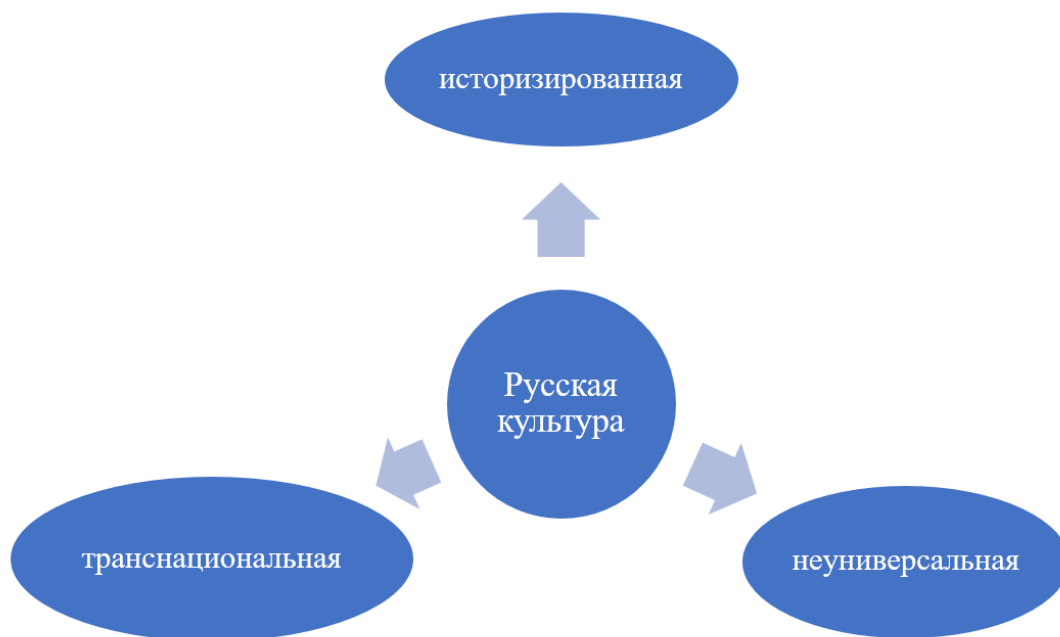 историзированная
Русская
культура
транснациональная
неуниверсальная